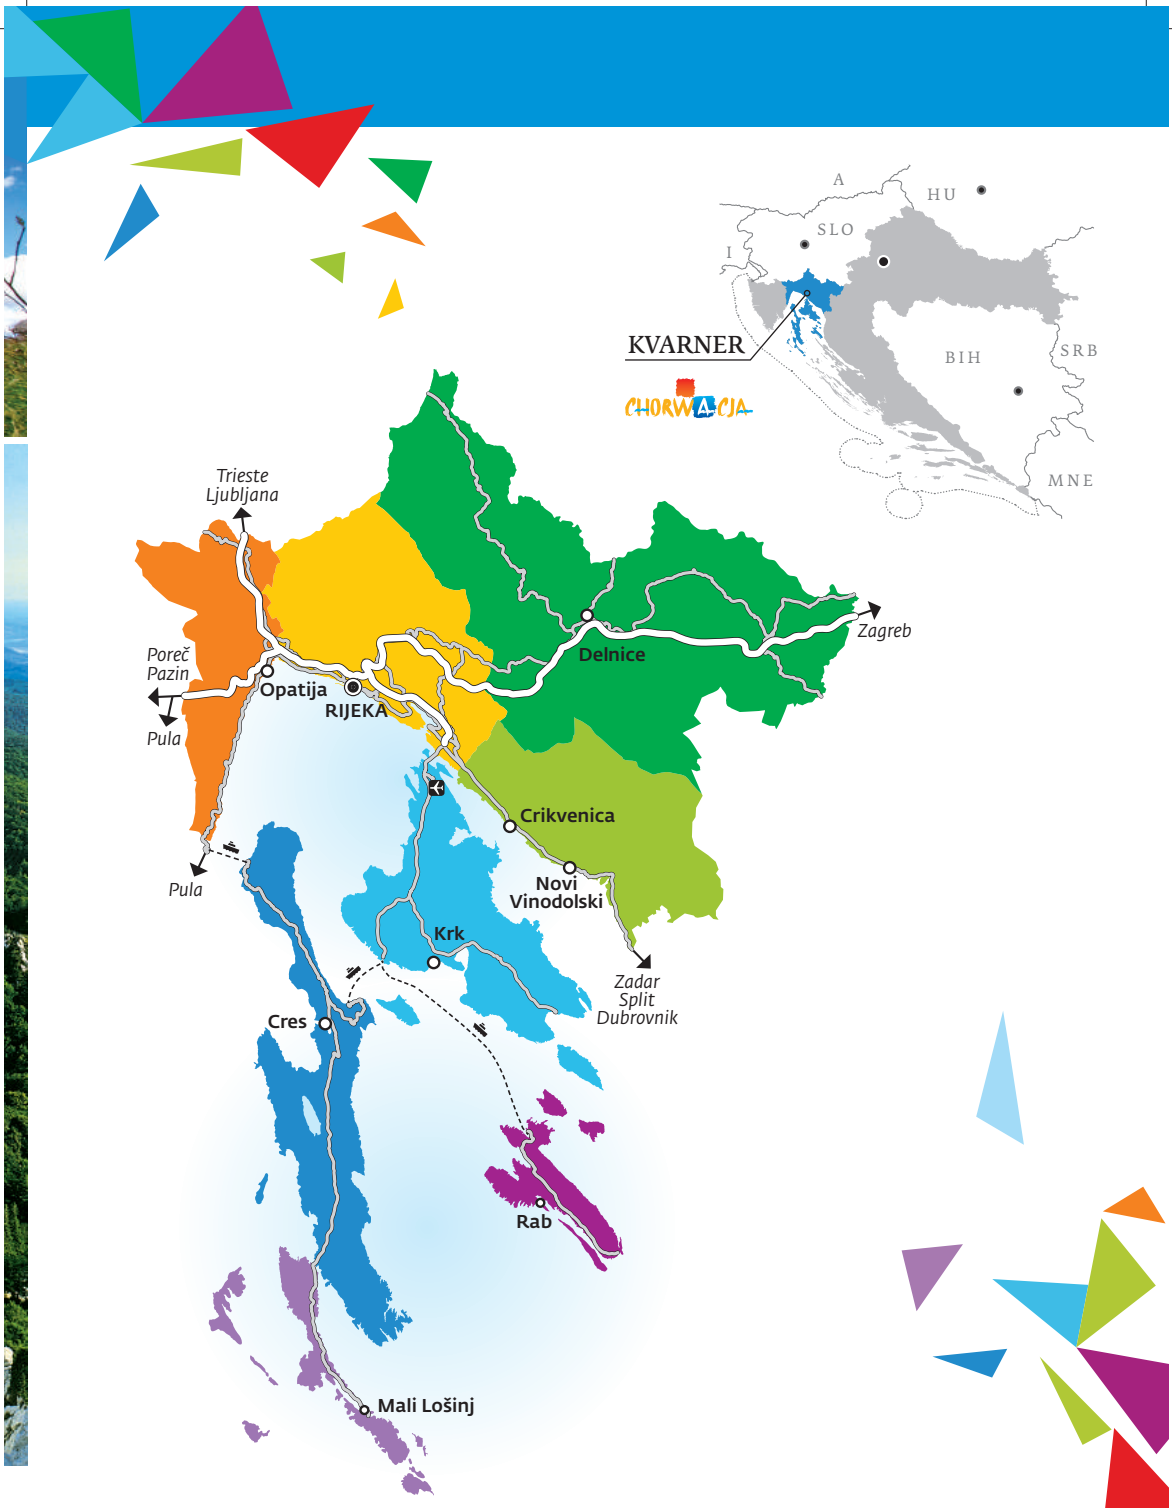 A
HU
SLO
I
KVARNER
BIH
SRB
CHORWACJA
MNE
Trieste
Ljubljana
Zagreb
Delnice
Poreč
Pazin
Opatija
RIJEKA
Pula
Crikvenica
Pula
Novi
Vinodolski
Krk
Zadar
Split
Dubrovnik
Cres
Rab
Mali Lošinj